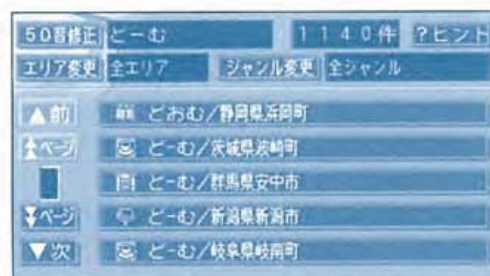 50音修正 どーむ 1140件 ?ヒント
エリア変更 全エリア ジャンル変更 全ジャンル
▲前 どおむ/静岡県浜岡町
ページ どーむ/茨城県波崎町
どーむ/群馬県安中市
ページ どーむ/新潟県新潟市
▼次 どーむ/岐阜県岐南町